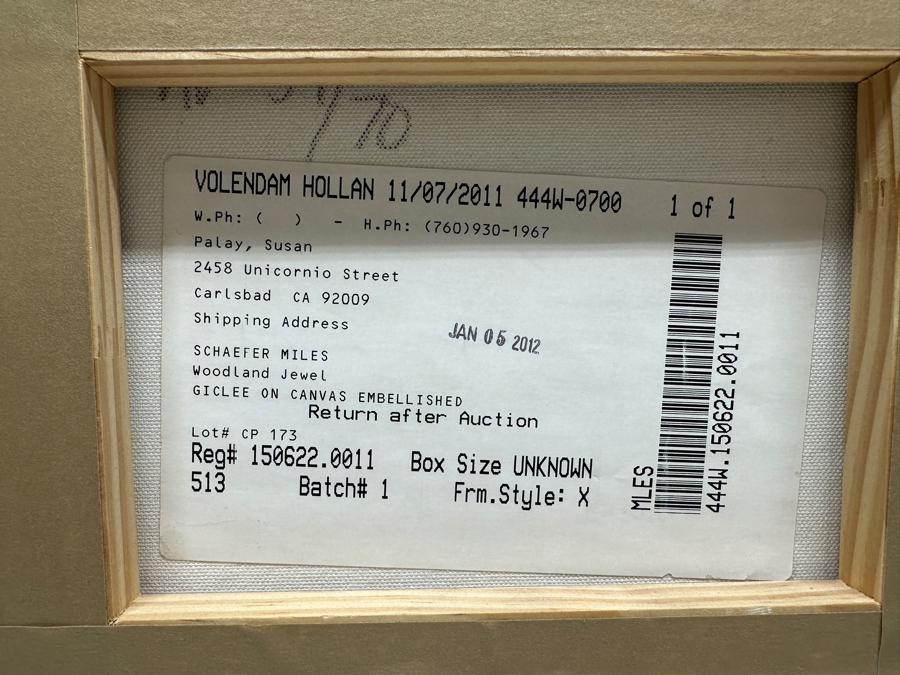 /70
VOLENDAM HOLLAN 11/07/2011 444W-0700 1 of 1
W.Ph: ( ) - H.Ph: (760)930-1967
Palay, Susan
2458 Unicornio Street
Carlsbad CA 92009
Shipping Address
JAN 05 2012
SCHAEFER MILES
Woodland Jewel
GICLEE ON CANVAS EMBELLISHED
Return after Auction
Lot# CP 173
Reg# 150622.0011 Box Size UNKNOWN
513 Batch# 1 Frm.Style: X
MLES
444W.150622.0011